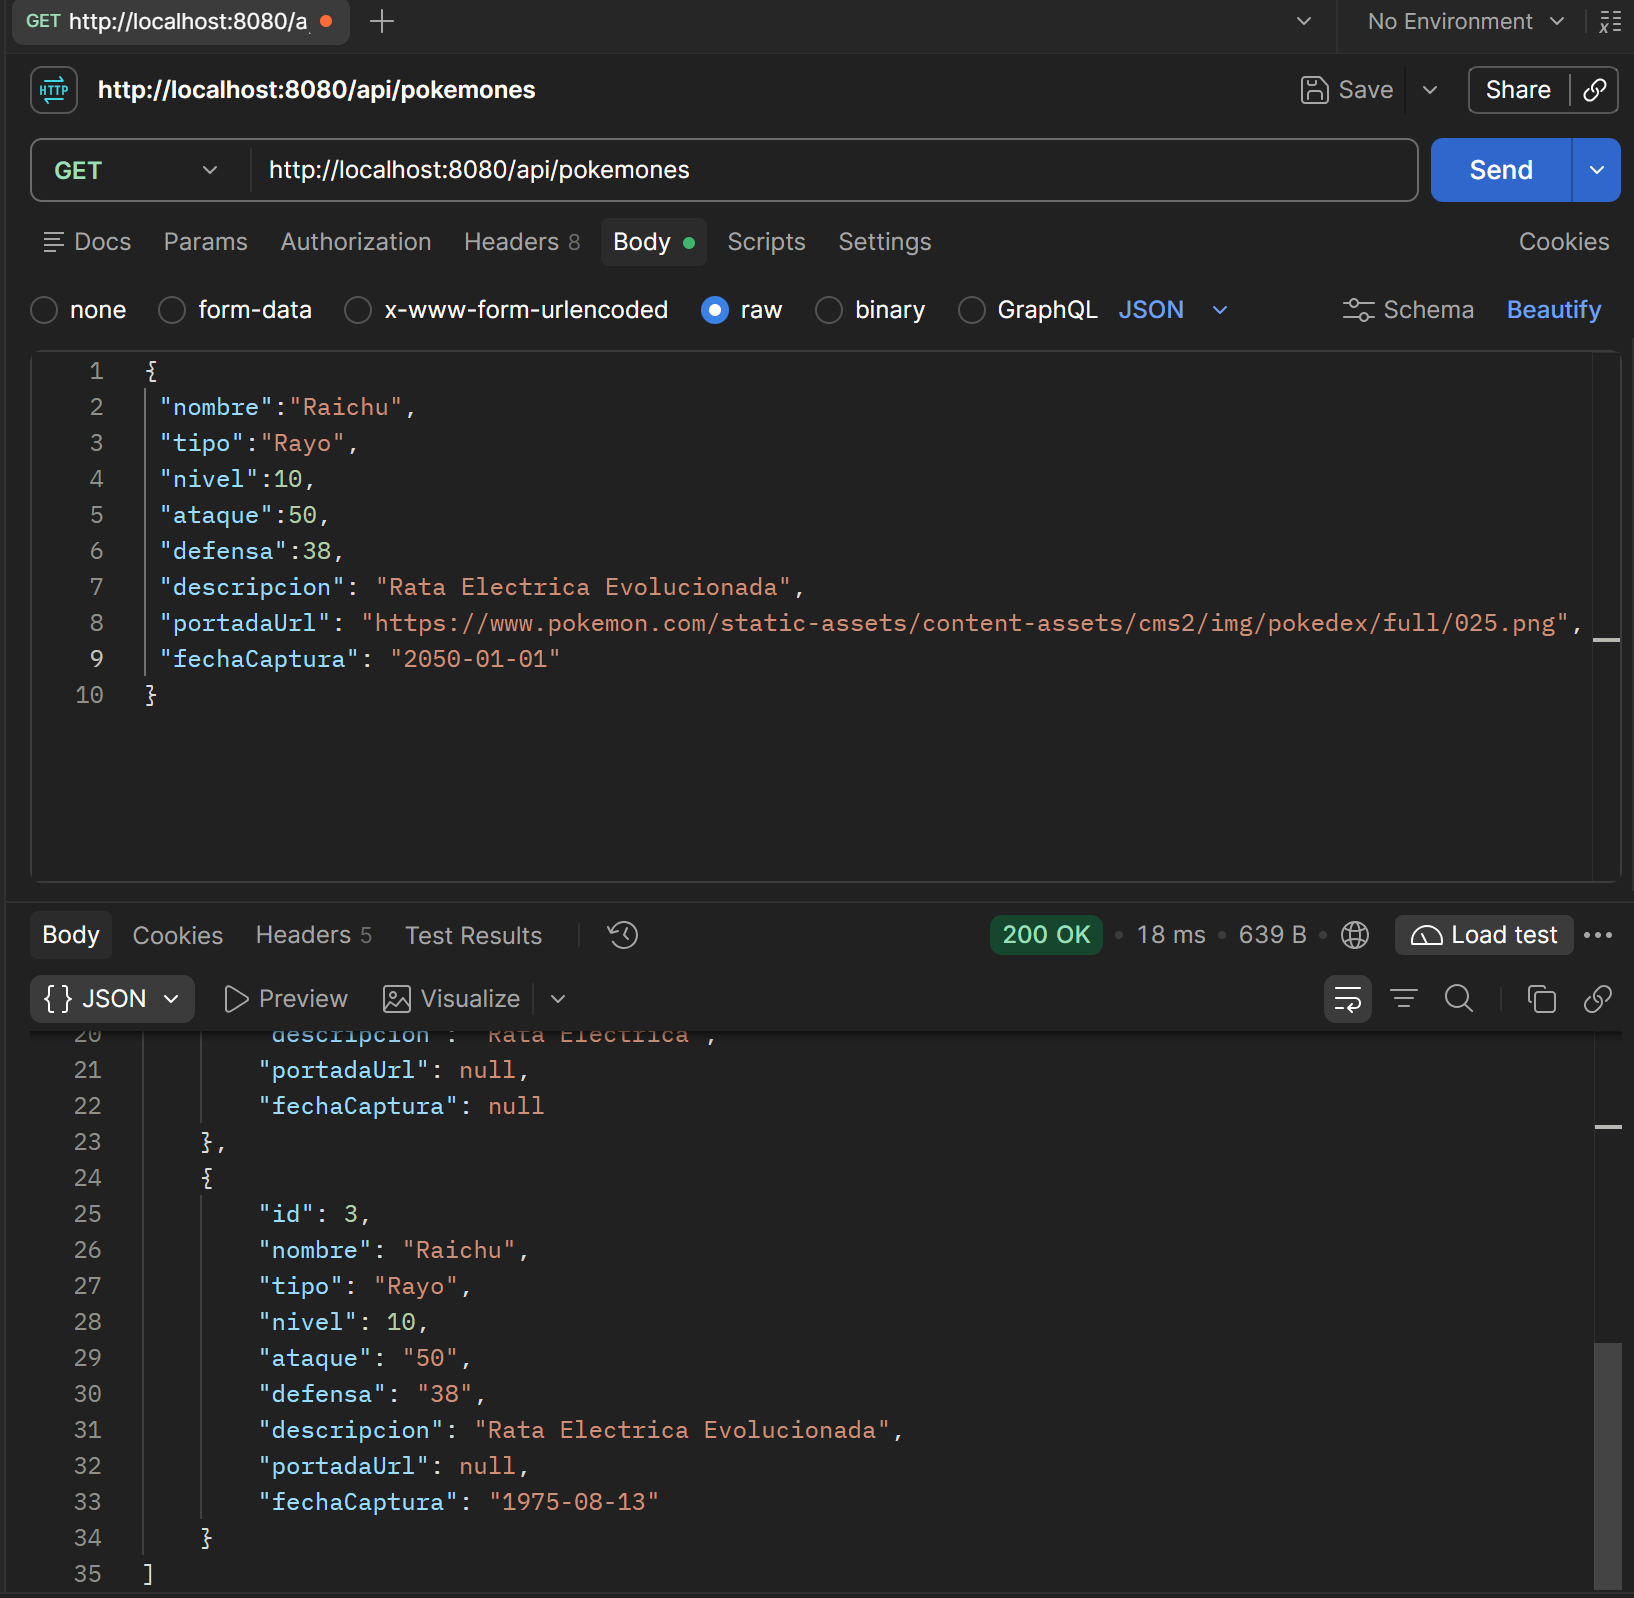 GET http://localhost:8080/a
No Environment
HTTP http://localhost:8080/api/pokemones
Save
Share
GET http://localhost:8080/api/pokemones
Send
Docs Params Authorization Headers 8 Body Scripts Settings Cookies
none form-data x-www-form-urlencoded raw binary GraphQL JSON Schema Beautify
1 {
2 "nombre":"Raichu",
3 "tipo":"Rayo",
4 "nivel":10,
5 "ataque":50,
6 "defensa":38,
7 "descripcion": "Rata Electrica Evolucionada",
8 "portadaUrl": "https://www.pokemon.com/static-assets/content-assets/cms2/img/pokedex/full/025.png",
9 "fechaCaptura": "2050-01-01"
10 }
Body Cookies Headers 5 Test Results 200 OK • 18 ms • 639 B • Load test
{ } JSON Preview Visualize
20 "descripcion": "Rata Electrica",
21 "portadaUrl": null,
22 "fechaCaptura": null
23 },
24 {
25 "id": 3,
26 "nombre": "Raichu",
27 "tipo": "Rayo",
28 "nivel": 10,
29 "ataque": "50",
30 "defensa": "38",
31 "descripcion": "Rata Electrica Evolucionada",
32 "portadaUrl": null,
33 "fechaCaptura": "1975-08-13"
34 }
35 ]